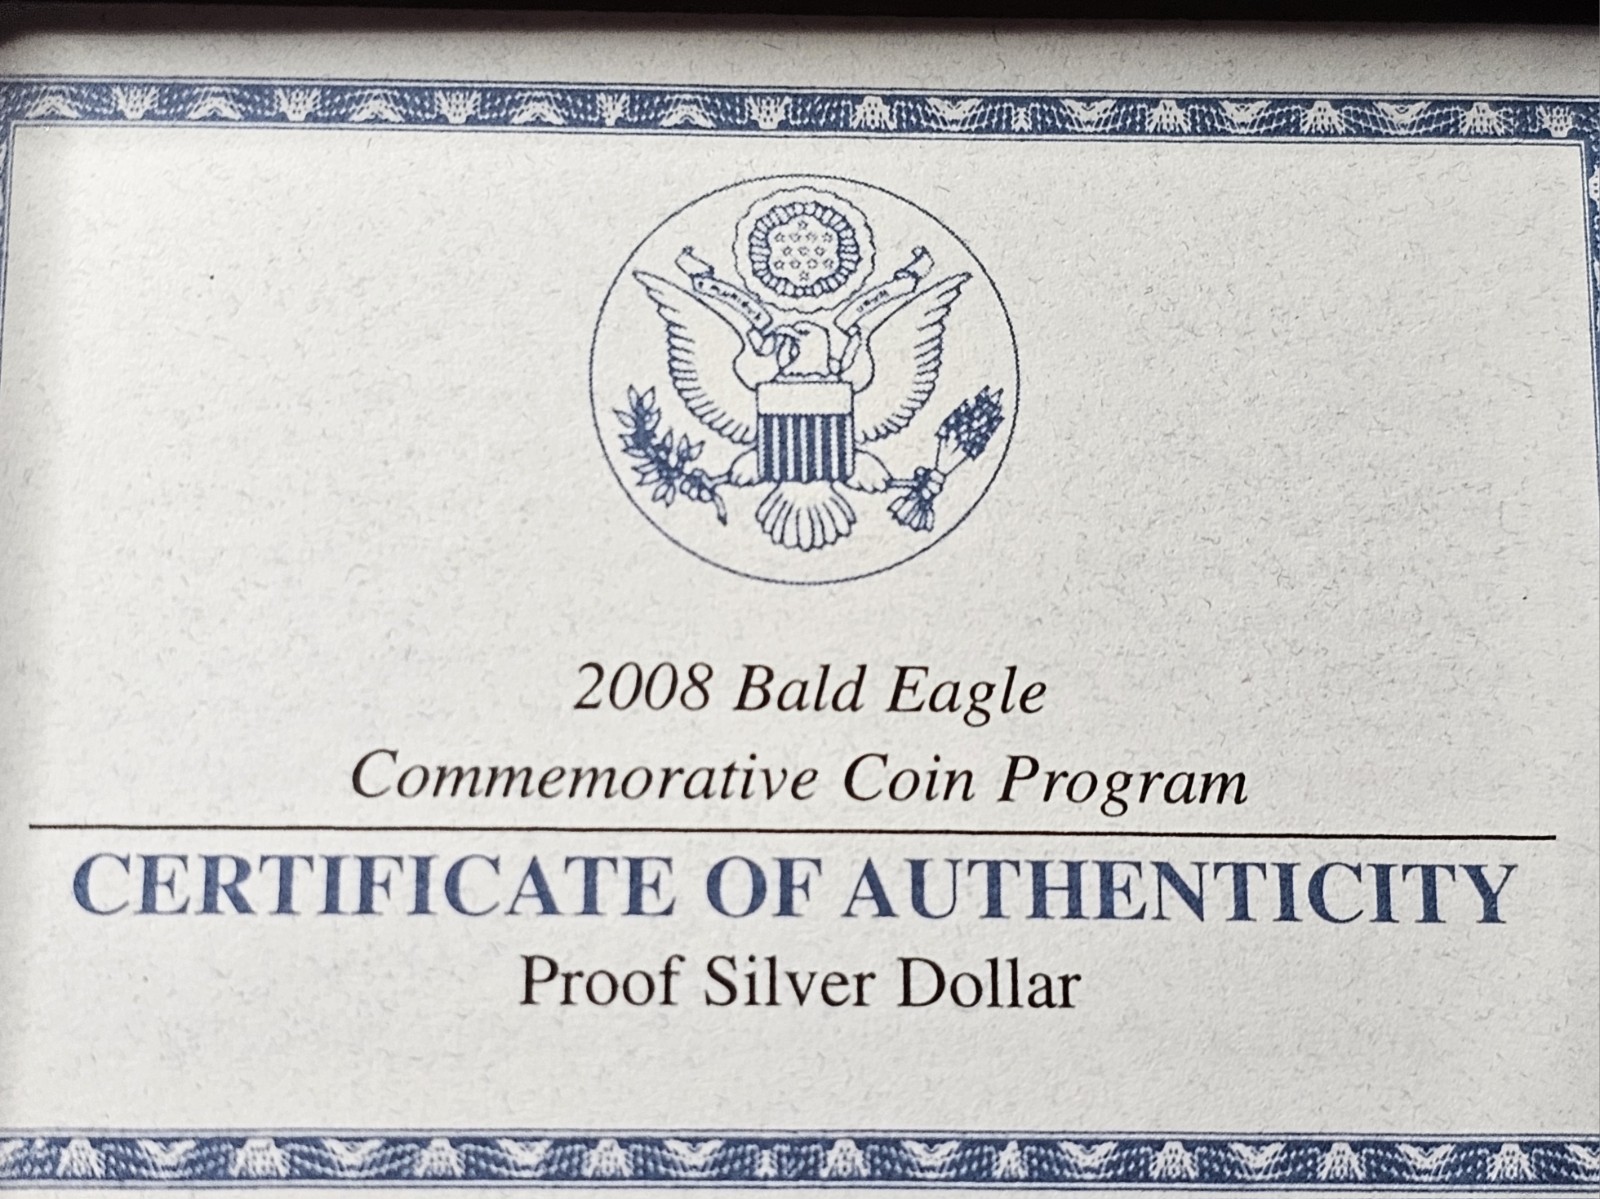 2008 Bald Eagle
Commemorative Coin Program
CERTIFICATE OF AUTHENTICITY
Proof Silver Dollar